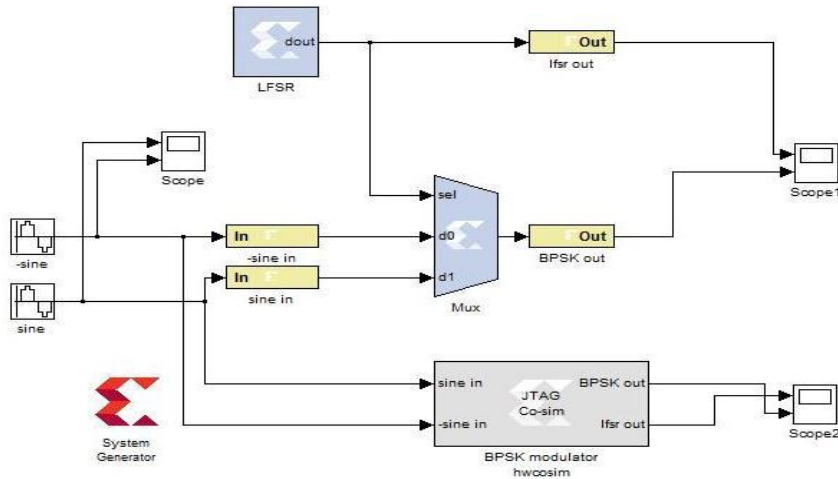 dout
Out
LFSR
lfsr out
Scope
Scope1
sel
In
d0
Out
-sine
-sine in
BPSK out
In
d1
sine in
Mux
sine
sine in
BPSK out
JTAG
Co-sim
-sine in
lfsr out
Scope2
System
Generator
BPSK modulator
hwcosim